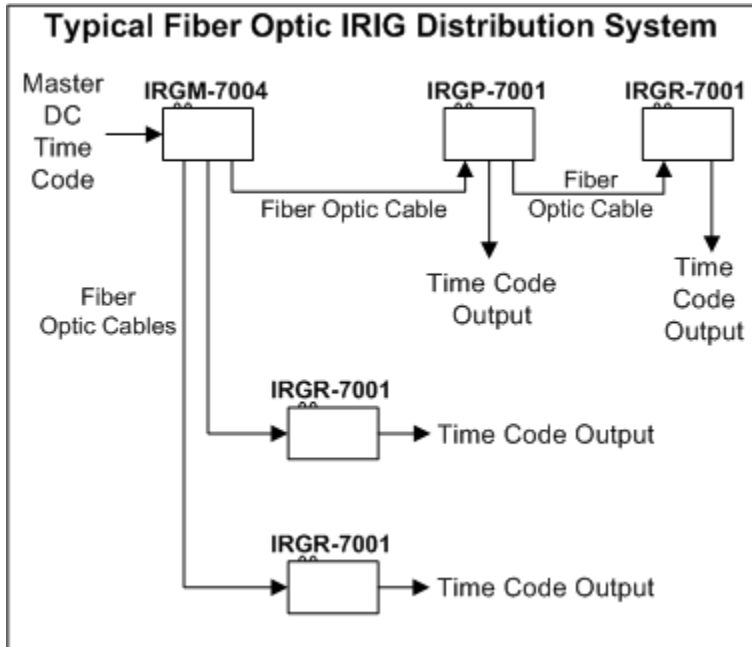 Typical Fiber Optic IRIG Distribution System
Master
DC
Time
Code
IRGM-7004
IRGP-7001
IRGR-7001
Fiber Optic Cable
Fiber
Optic Cable
Time Code
Output
Time
Code
Output
Fiber
Optic Cables
IRGR-7001
Time Code Output
IRGR-7001
Time Code Output